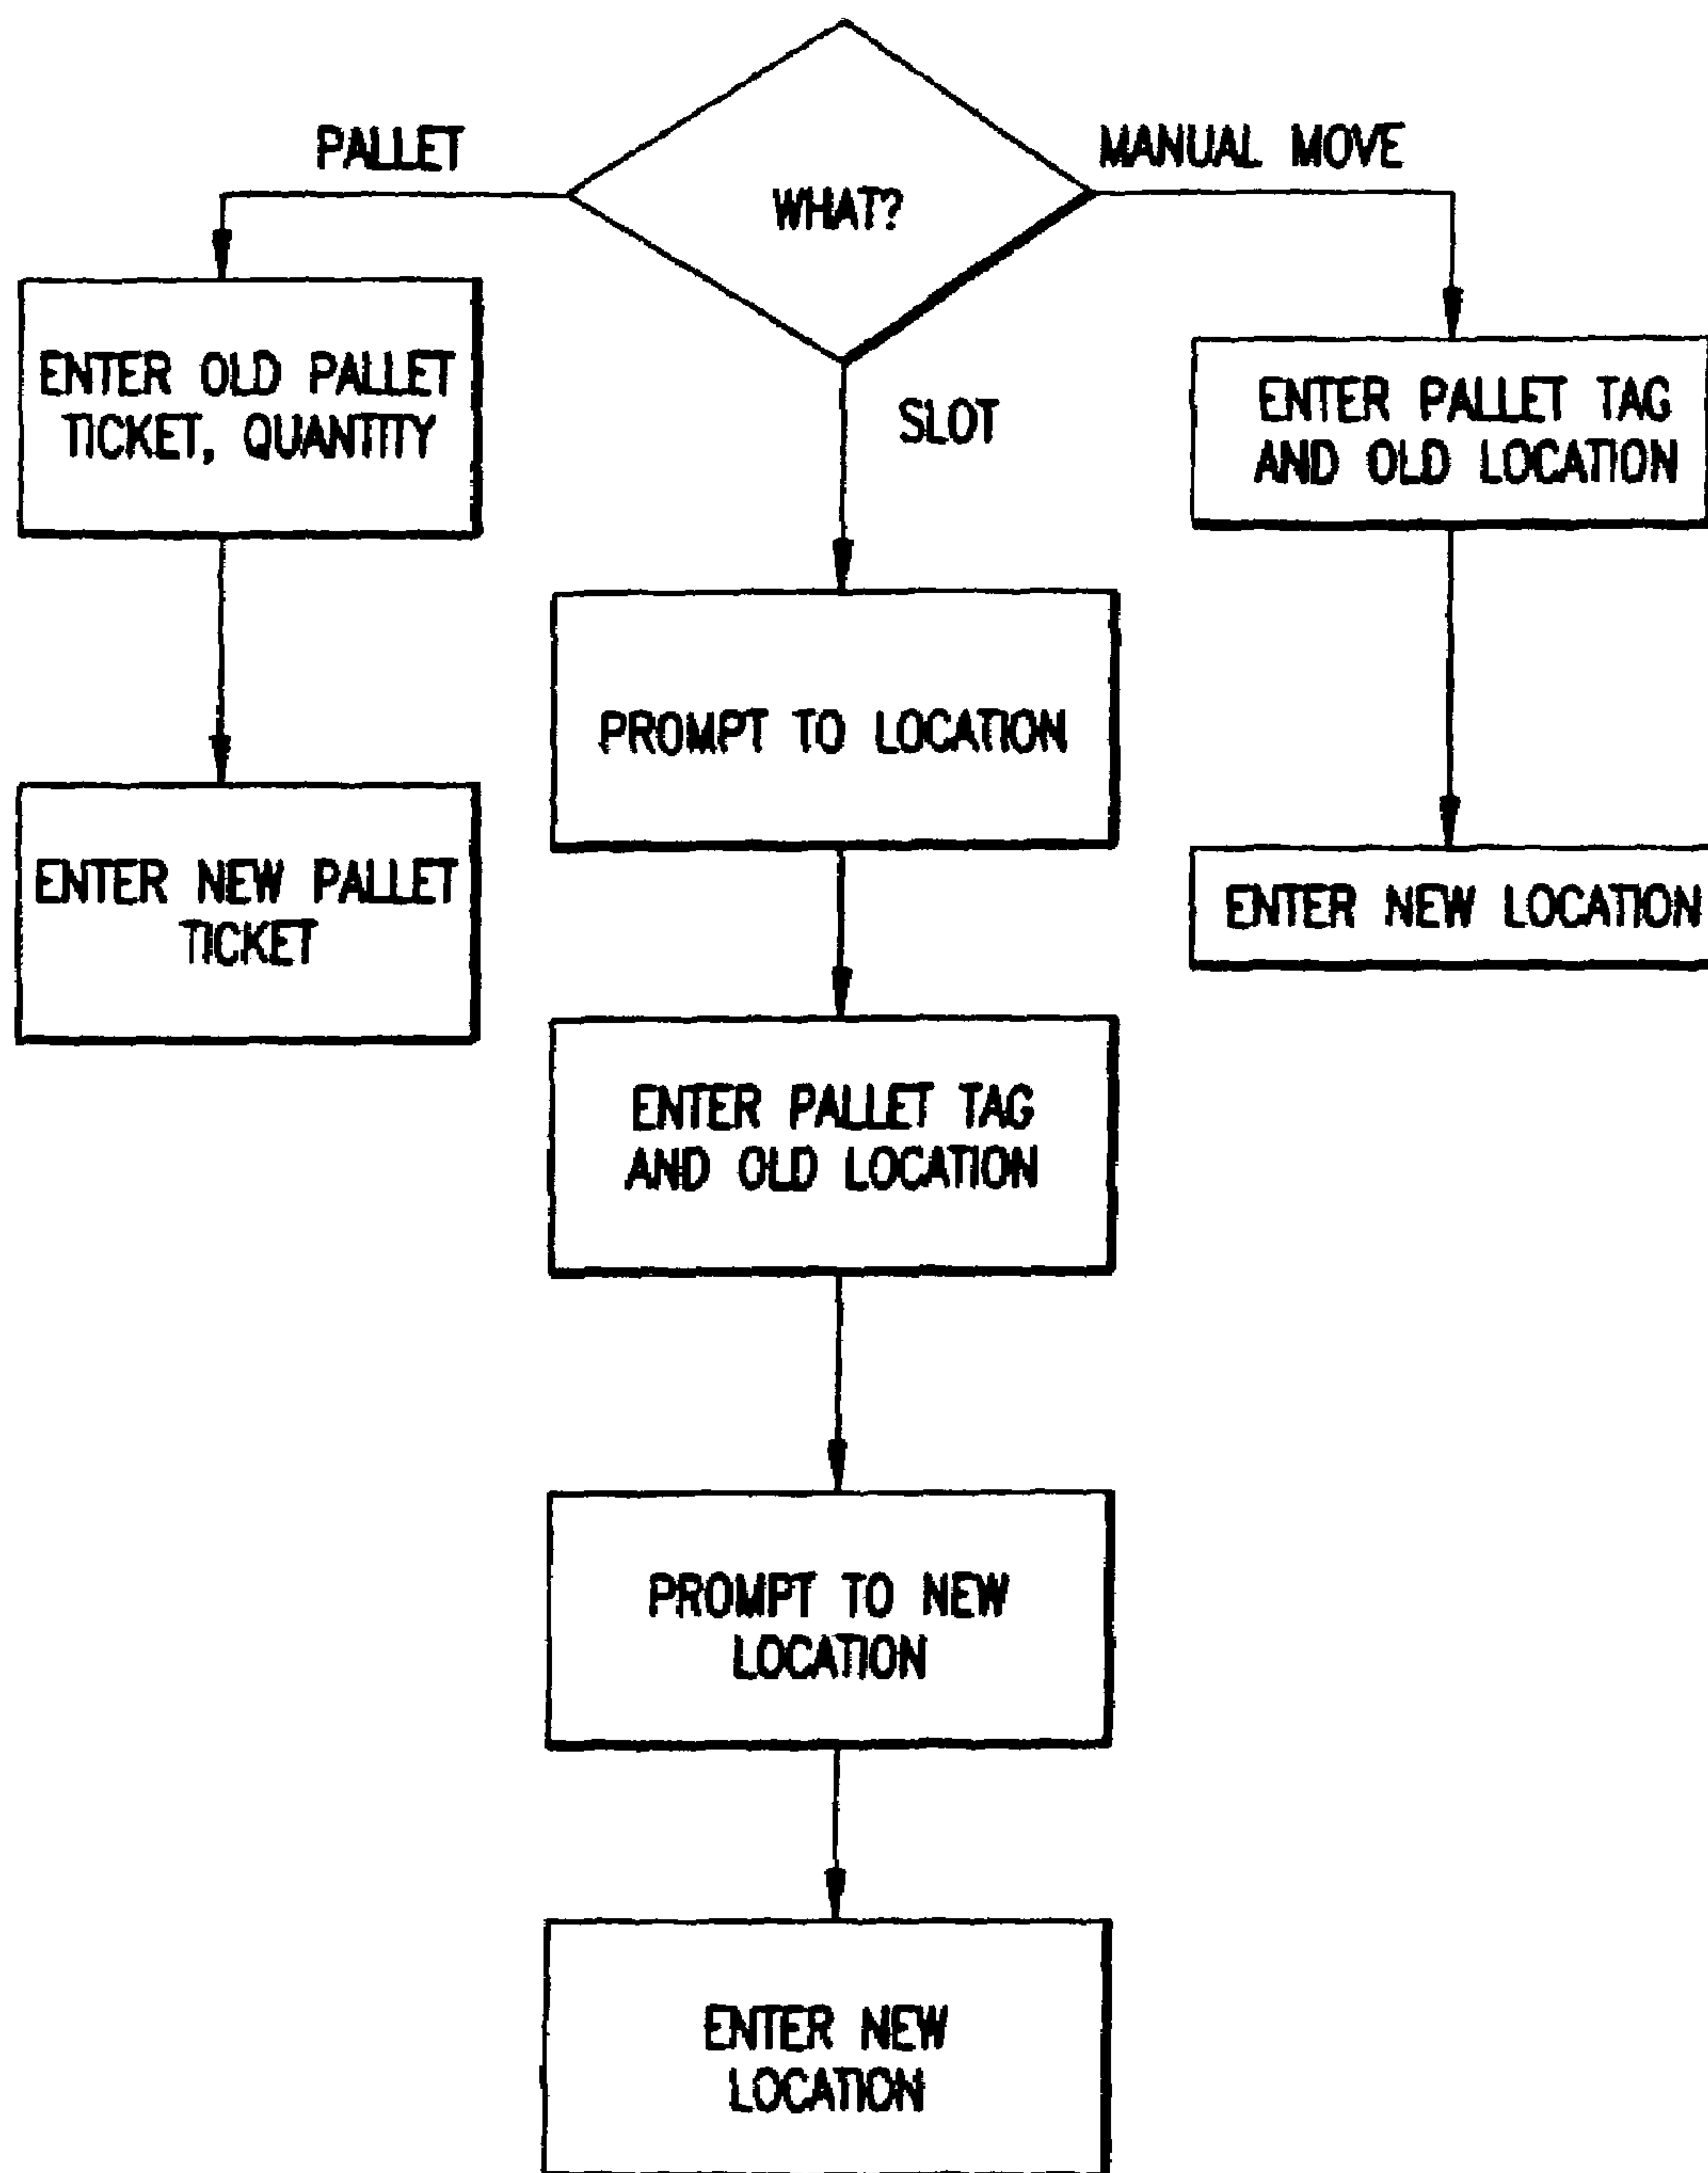 PALLET
MANUAL MOVE
WHAT?
ENTER OLD PALLET
TICKET, QUANTITY
SLOT
ENTER PALLET TAG
AND OLD LOCATION
PROMPT TO LOCATION
ENTER NEW PALLET
TICKET
ENTER NEW LOCATION
ENTER PALLET TAG
AND OLD LOCATION
PROMPT TO NEW
LOCATION
ENTER NEW
LOCATION